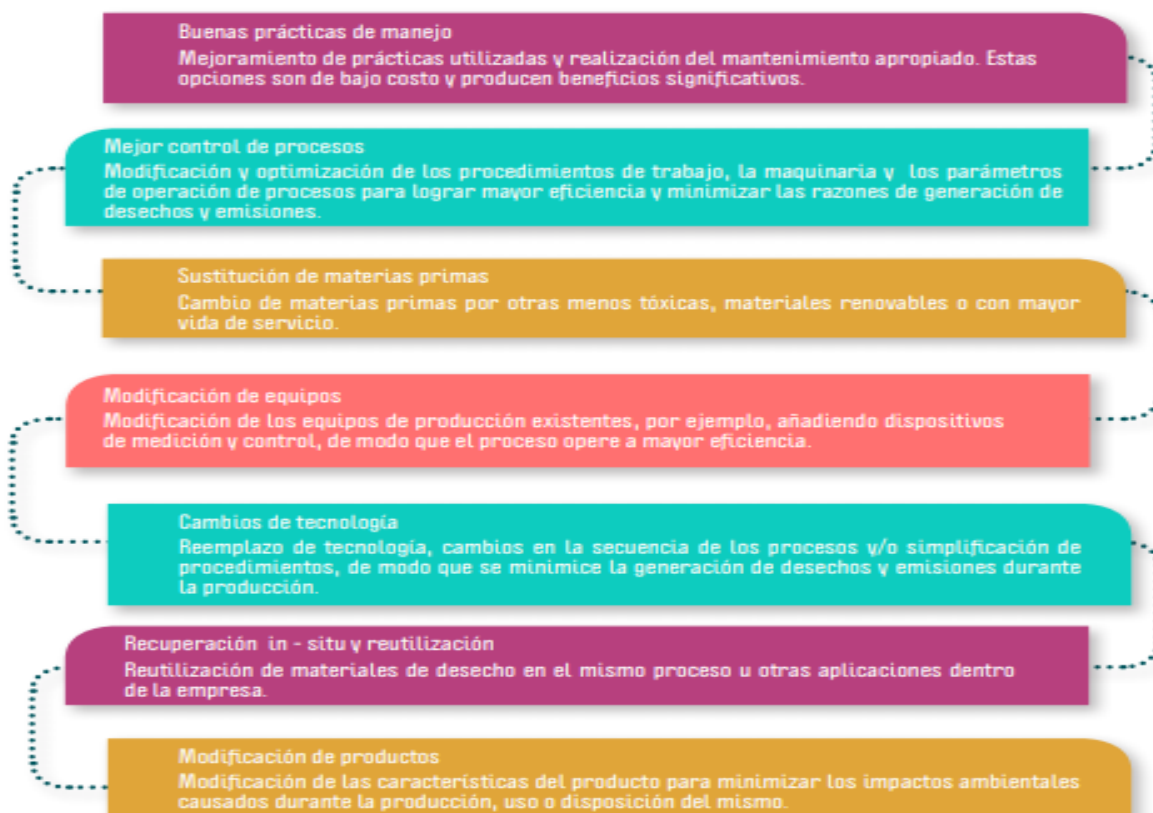 Buenas prácticas de manejo
Mejoramiento de prácticas utilizadas y realización del mantenimiento apropiado. Estas
opciones son de bajo costo y producen beneficios significativos.
Mejor control de procesos
Modificación y optimización de los procedimientos de trabajo, la maquinaria y los parámetros
de operación de procesos para lograr mayor eficiencia y minimizar las razones de generación de
desechos y emisiones.
Sustitución de materias primas
Cambio de materias primas por otras menos tóxicas, materiales renovables o con mayor
vida de servicio.
Modificación de equipos
Modificación de los equipos de producción existentes, por ejemplo, añadiendo dispositivos
de medición y control, de modo que el proceso opere a mayor eficiencia.
Cambios de tecnología
Reemplazo de tecnología, cambios en la secuencia de los procesos y/o simplificación de
procedimientos, de modo que se minimice la generación de desechos y emisiones durante
la producción.
Recuperación in - situ y reutilización
Reutilización de materiales de desecho en el mismo proceso u otras aplicaciones dentro
de la empresa.
Modificación de productos
Modificación de las características del producto para minimizar los impactos ambientales
causados durante la producción, uso o disposición del mismo.